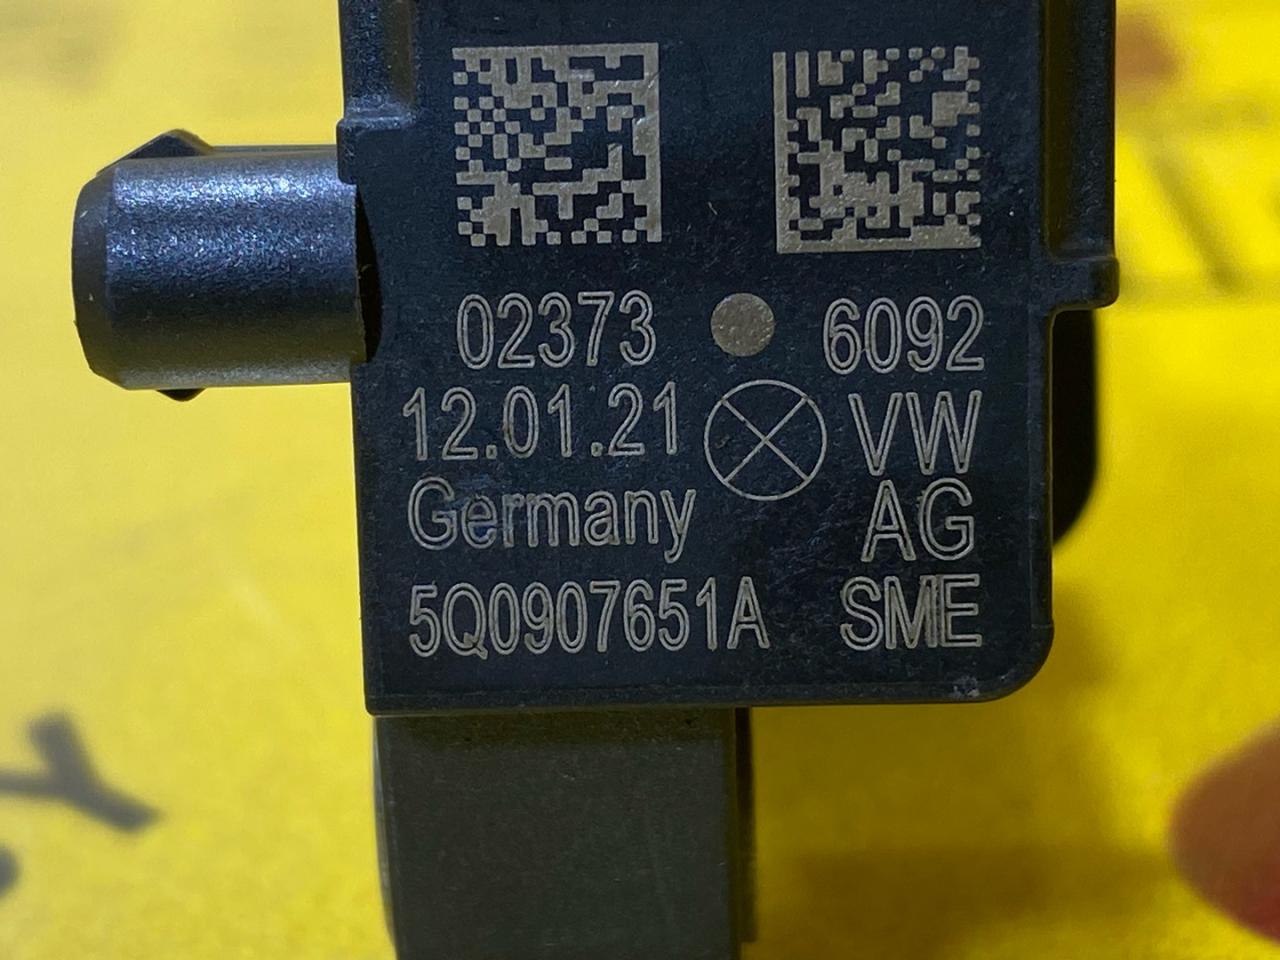 02373 6092
12.01.21 VW
Germany AG
5Q0907651A SME
Y